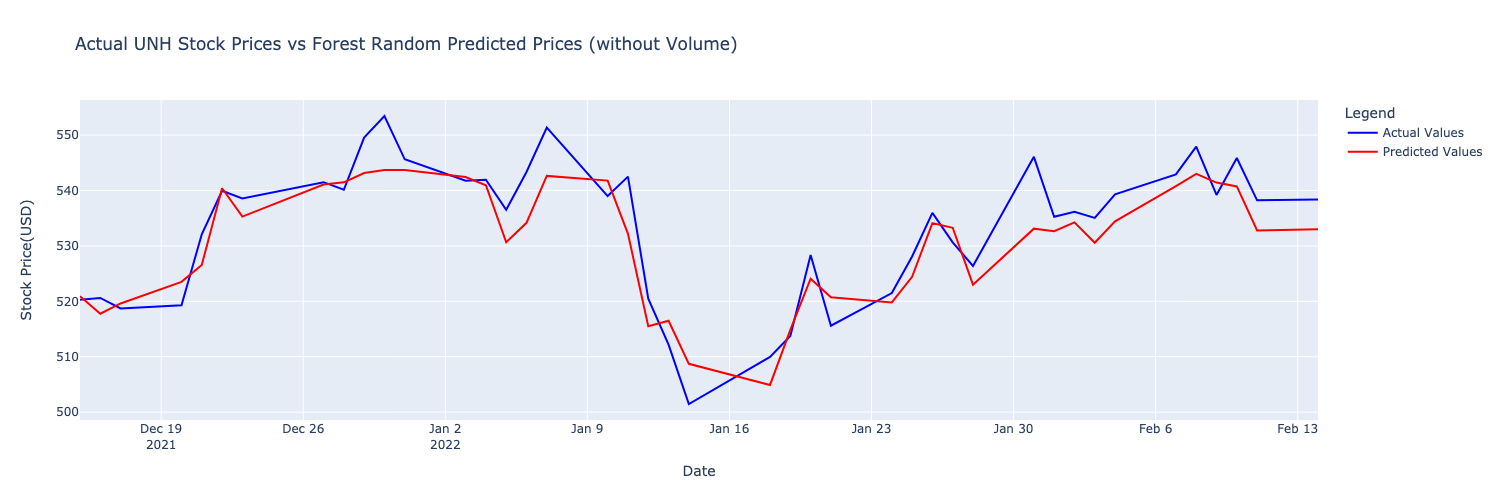 Actual UNH Stock Prices vs Forest Random Predicted Prices (without Volume)
Legend
Actual Values
Predicted Values
Stock Price(USD)
550
540
530
520
510
500
Dec 19
2021
Dec 26
Jan 2
2022
Jan 9
Jan 16
Jan 23
Jan 30
Feb 6
Feb 13
Date